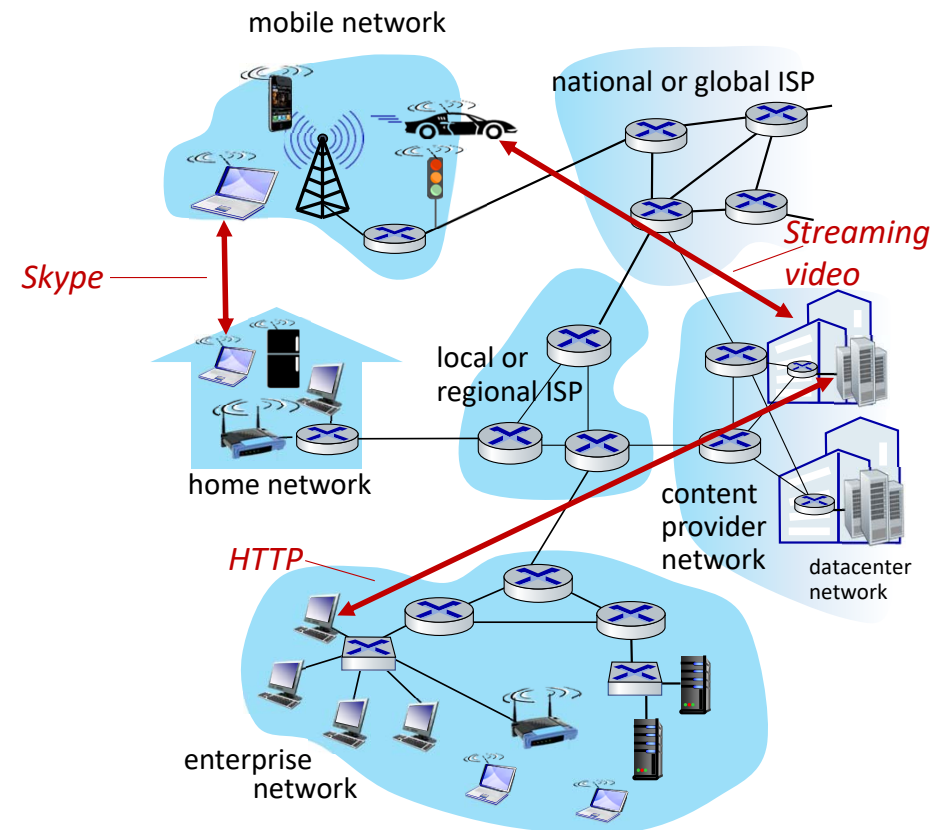 mobile network
national or global ISP
Streaming
video
Skype
local or
regional ISP
home network
content
provider
network
datacenter
network
HTTP
enterprise
network